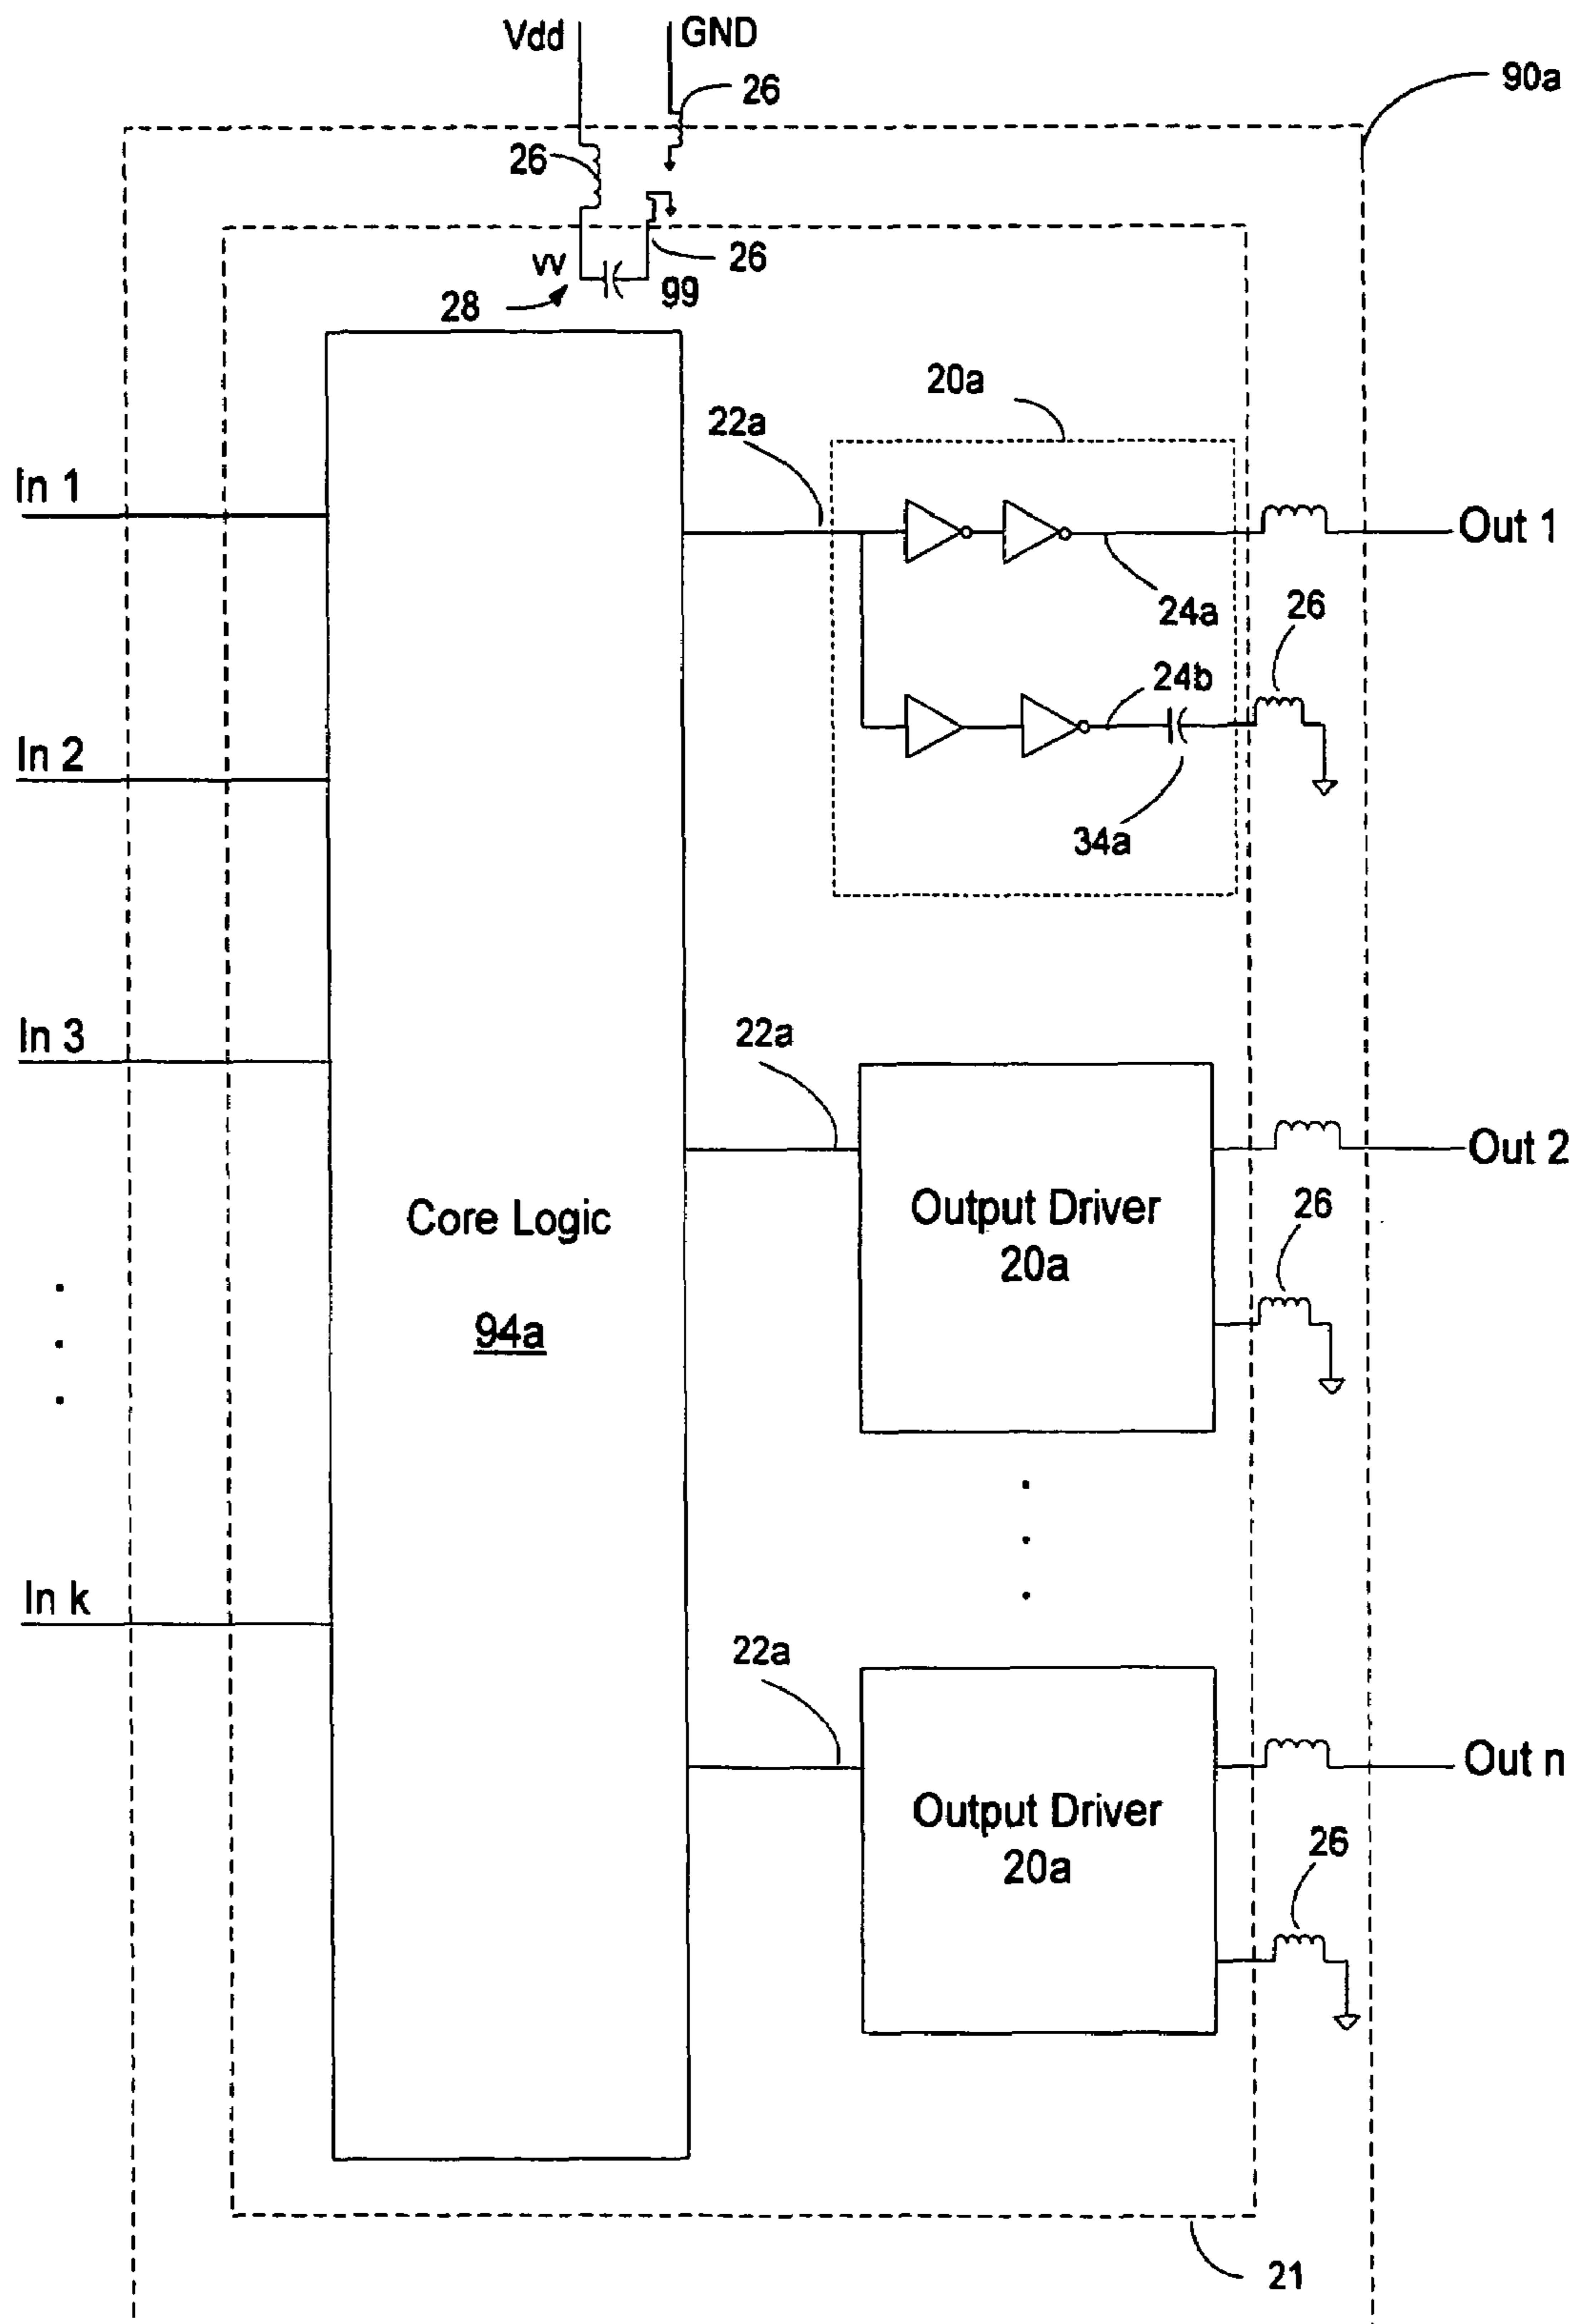 Vdd
GND
26
90a
26
26
vv
99
28
20a
22a
In 1
Out 1
24a
26
24b
In 2
34a
In 3
22a
Out 2
Output Driver
20a
26
Core Logic
94a
In k
22a
Out n
Output Driver
20a
26
21